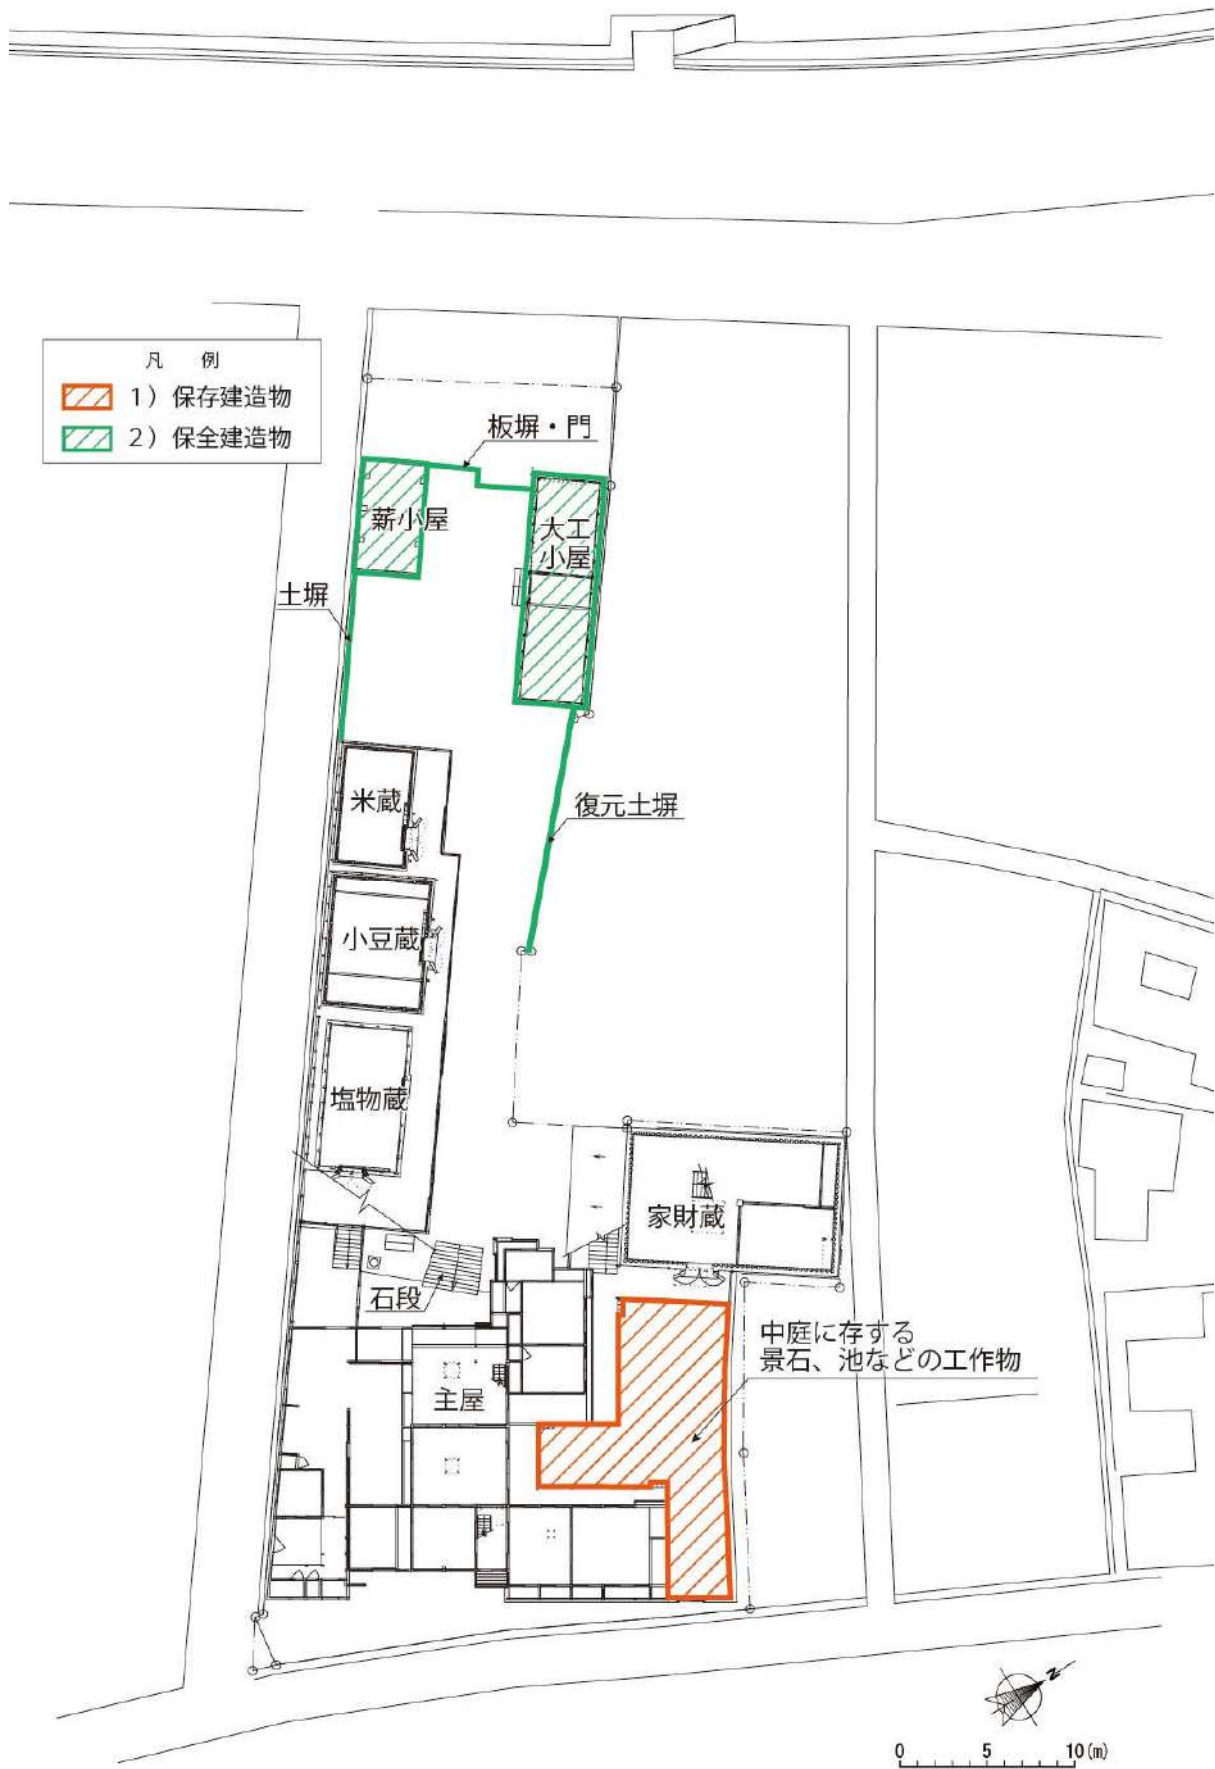 凡 例
1）保存建造物
2）保全建造物
板塀・門
薪小屋
大工
小屋
土塀
米蔵
復元土塀
小豆蔵
塩物蔵
家財蔵
石段
中庭に存する
景石、池などの工作物
主屋
N
0 5 10(m)